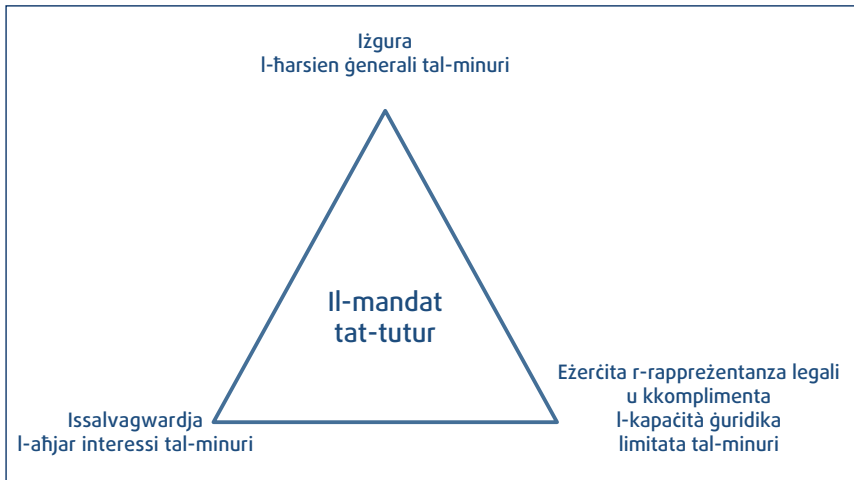 Iżgura
l-ħarsien ġenerali tal-minuri
Il-mandat
tat-tutur
Issalvagwardja
l-aħjar interessi tal-minuri
Eżerċita r-rappreżentanza legali
u kkomplimenta
l-kapaċità ġuridika
limitata tal-minuri